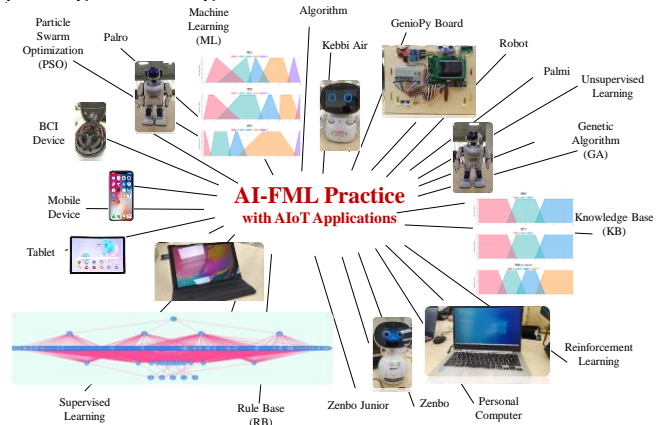 Particle
Swarm
Optimization
(PSO)
Palro
Machine
Learning
(ML)
Algorithm
Kebbi Air
GenioPy Board
Robot
Palmi
Unsupervised
Learning
BCI
Device
Genetic
Algorithm
(GA)
Mobile
Device
AI-FML Practice
with AIoT Applications
Knowledge Base
(KB)
Tablet
Reinforcement
Learning
Supervised
Learning
Rule Base
(RB)
Zenbo Junior
Zenbo
Personal
Computer